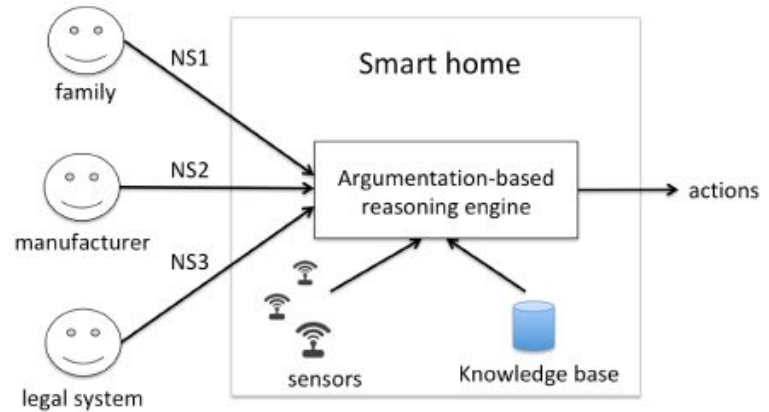 NS1
Smart home
family
NS2
Argumentation-based
reasoning engine
actions
manufacturer
NS3
sensors
Knowledge base
legal system